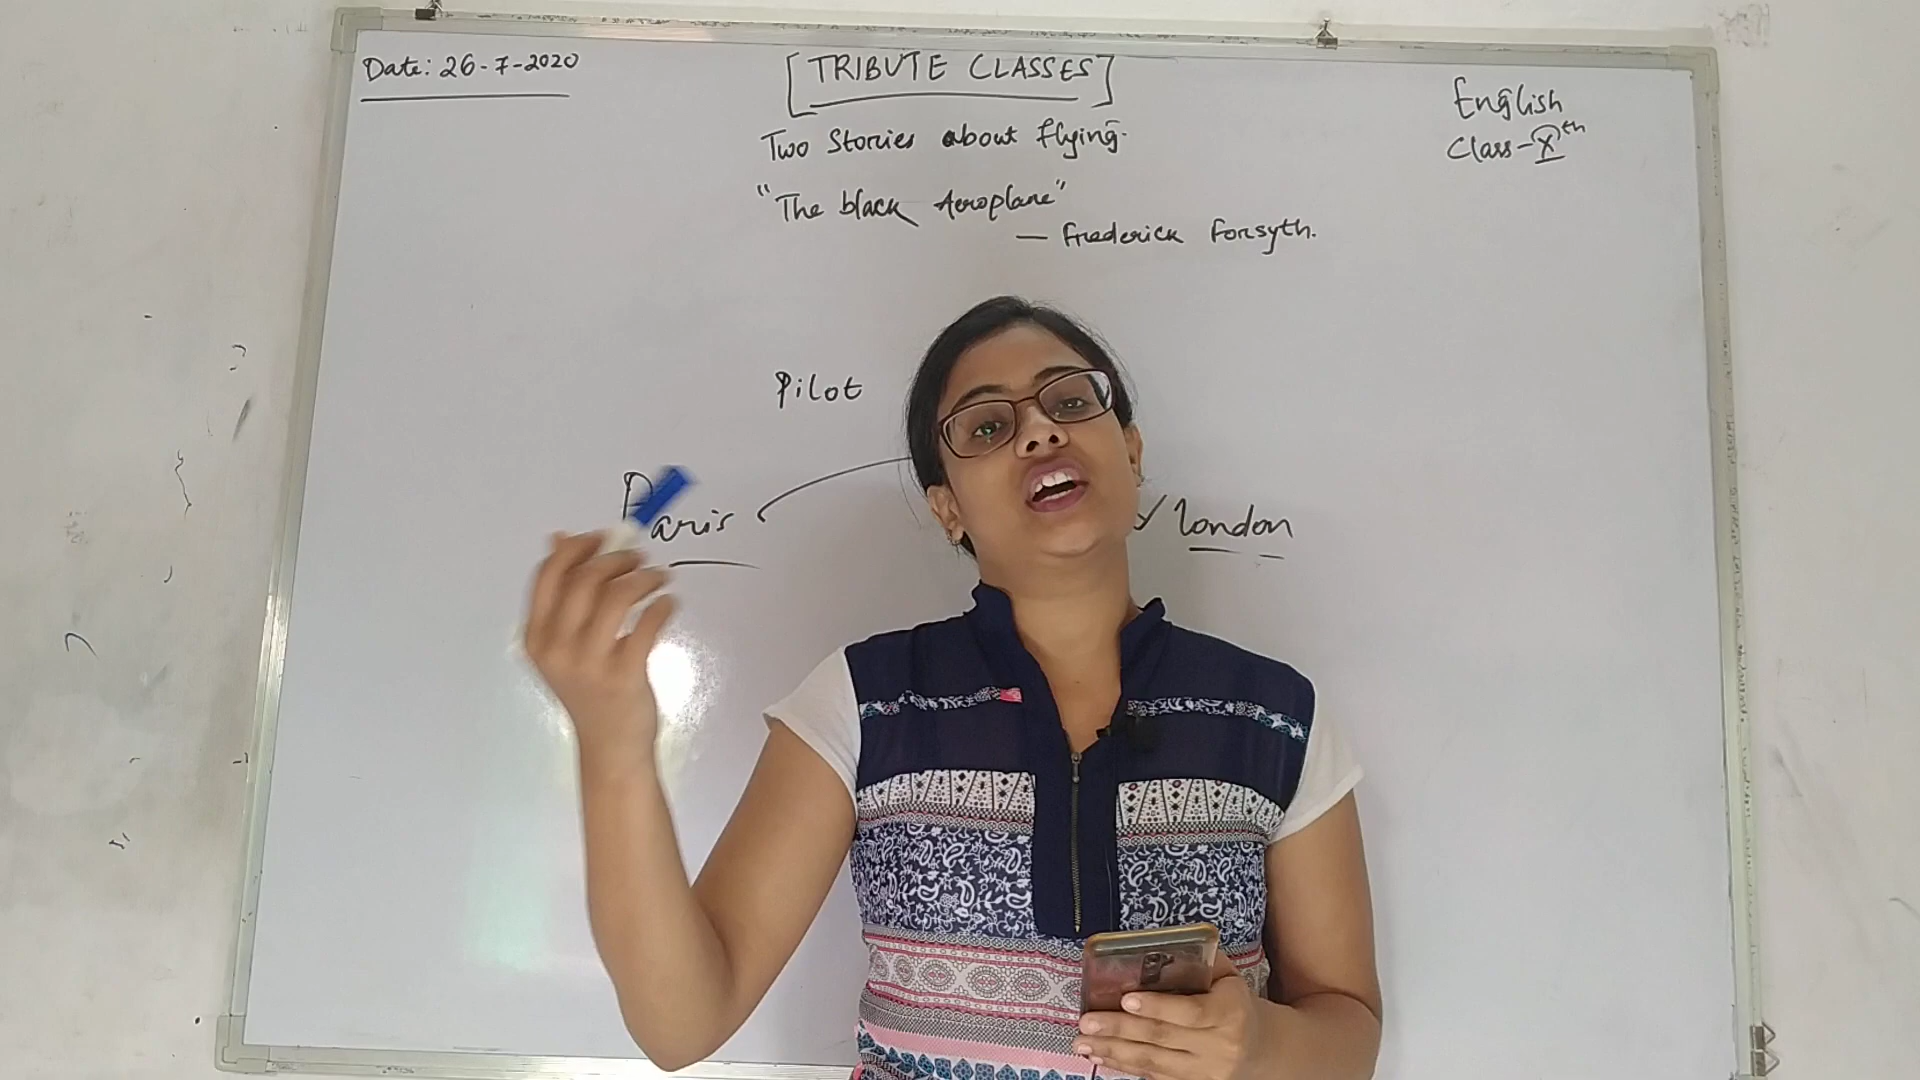 Date: 26-7-2020
[TRIBUTE CLASSES]
English
Class-Xth
Two Stories about flying.
"The black Aeroplane"
— Frederick Forsyth.
Pilot
Paris
London